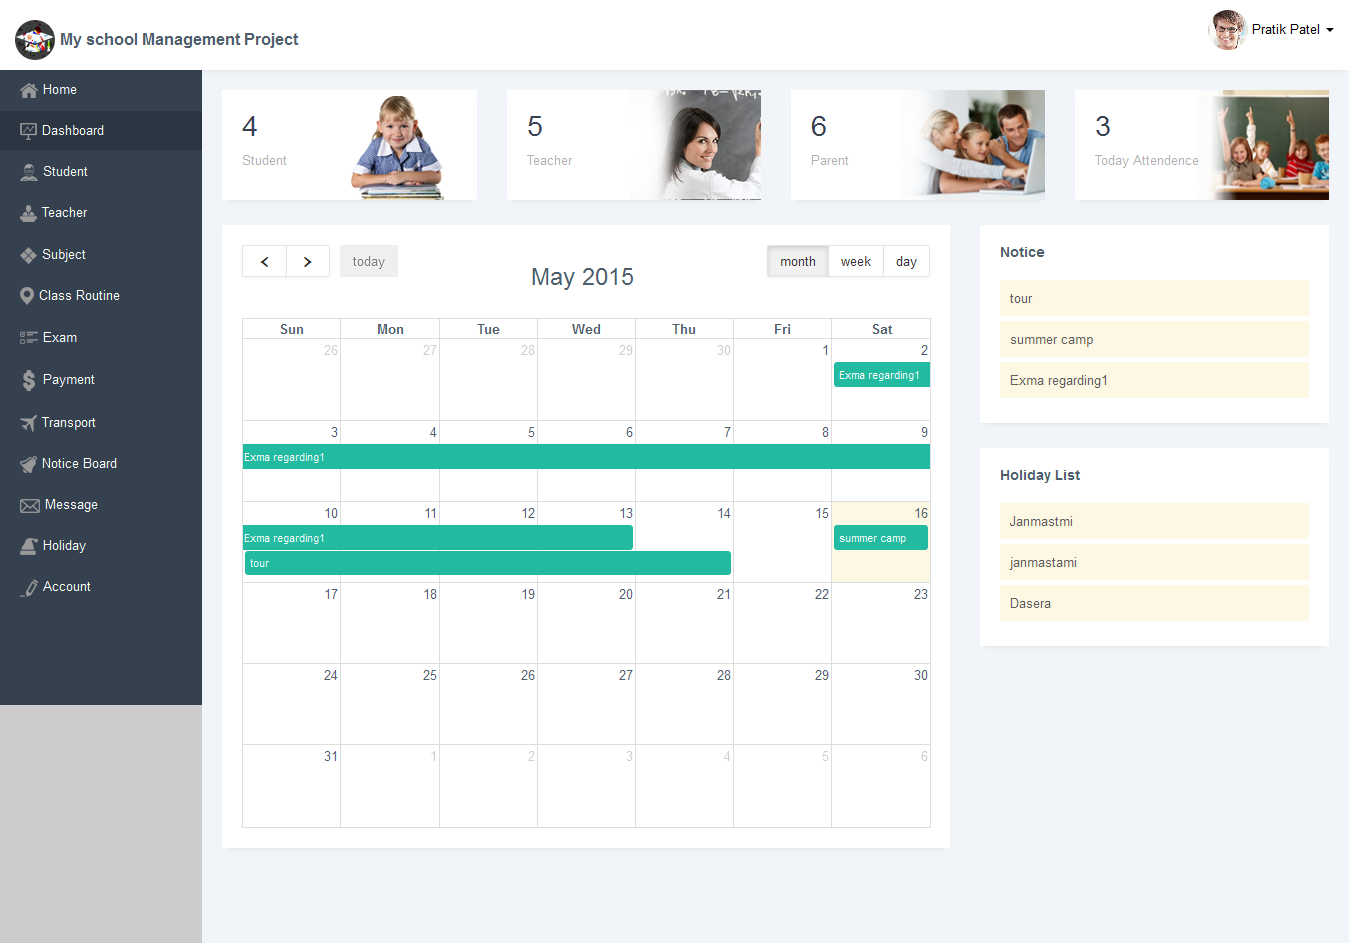 My school Management Project
Pratik Patel
Home
Dashboard
Student
Teacher
Subject
Class Routine
Exam
Payment
Transport
Notice Board
Message
Holiday
Account
4
Student
5
Teacher
6
Parent
3
Today Attendence
today
May 2015
month week day
Sun Mon Tue Wed Thu Fri Sat
26 27 28 29 30 1 2
Exma regarding1
3 4 5 6 7 8 9
Exma regarding1
10 11 12 13 14 15 16
Exma regarding1 summer camp
tour
17 18 19 20 21 22 23
24 25 26 27 28 29 30
31 1 2 3 4 5 6
Notice
tour
summer camp
Exma regarding1
Holiday List
Janmastmi
janmastami
Dasera